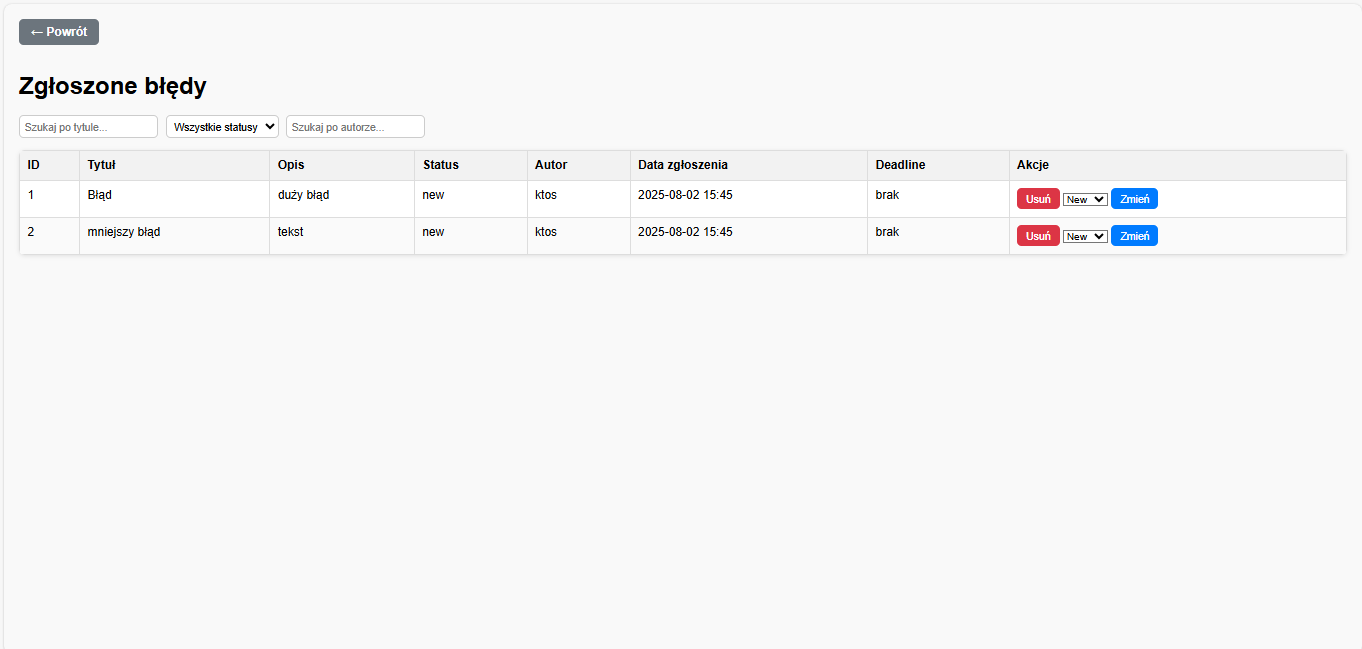 ← Powrót
Zgłoszone błędy
Szukaj po tytule... Wszystkie statusy Szukaj po autorze...
ID Tytuł Opis Status Autor Data zgłoszenia Deadline Akcje
1 Błąd duży błąd new ktos 2025-08-02 15:45 brak Usuń New Zmień
2 mniejszy błąd tekst new ktos 2025-08-02 15:45 brak Usuń New Zmień